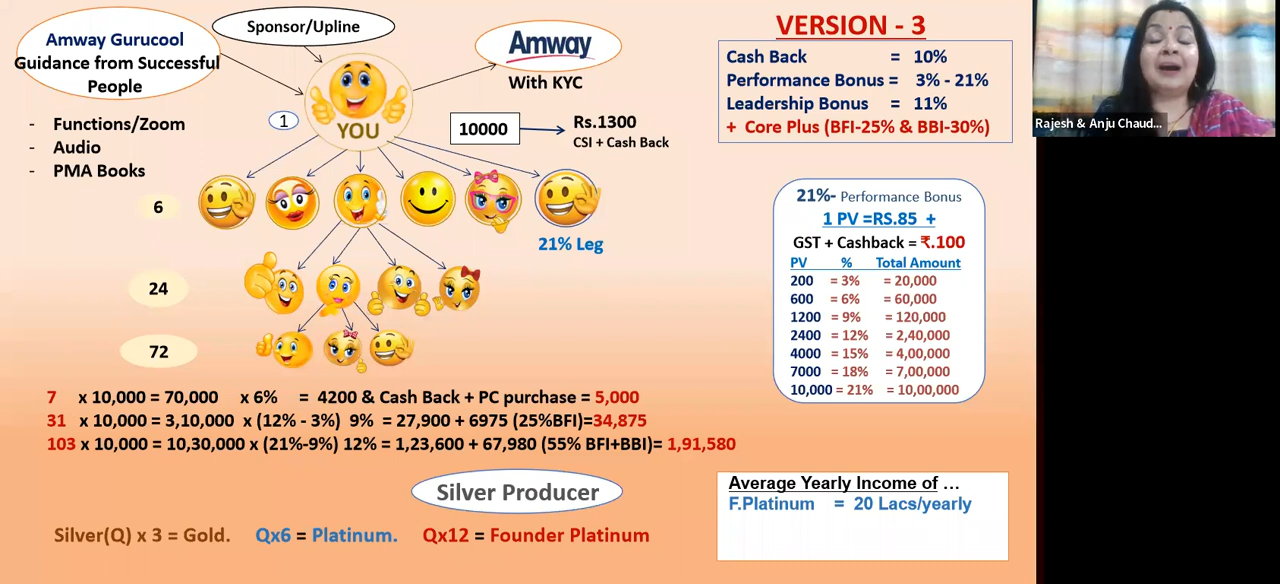 Amway Gurucool
Guidance from Successful
People
Sponsor/Upline
Amway
With KYC
- Functions/Zoom
- Audio
- PMA Books
1
YOU
10000
Rs.1300
CSI + Cash Back
6
21% Leg
24
72
7 x 10,000 = 70,000 x 6% = 4200 & Cash Back + PC purchase = 5,000
31 x 10,000 = 3,10,000 x (12% - 3%) 9% = 27,900 + 6975 (25%BFI)=34,875
103 x 10,000 = 10,30,000 x (21%-9%) 12% = 1,23,600 + 67,980 (55% BFI+BBI)= 1,91,580
Silver Producer
Silver(Q) x 3 = Gold. Qx6 = Platinum. Qx12 = Founder Platinum
VERSION - 3
Cash Back = 10%
Performance Bonus = 3% - 21%
Leadership Bonus = 11%
+ Core Plus (BFI-25% & BBI-30%)
21%- Performance Bonus
1 PV =RS.85 +
GST + Cashback = ₹.100
PV % Total Amount
200 = 3% = 20,000
600 = 6% = 60,000
1200 = 9% = 120,000
2400 = 12% = 2,40,000
4000 = 15% = 4,00,000
7000 = 18% = 7,00,000
10,000 = 21% = 10,00,000
Average Yearly Income of ...
F.Platinum = 20 Lacs/yearly
Rajesh & Anju Chaud...